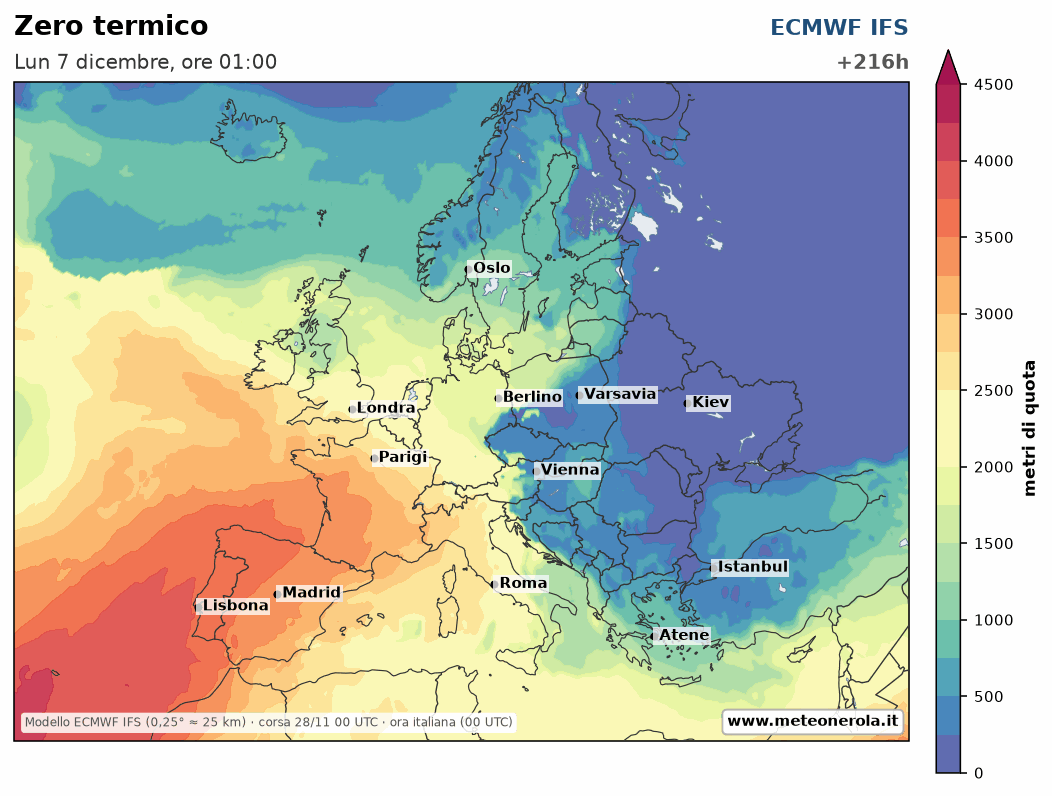 Zero termico
ECMWF IFS
Lun 7 dicembre, ore 01:00
+216h
4500
4000
3500
3000
2500
2000
1500
1000
500
0
metri di quota
Oslo
Berlino
Varsavia
Kiev
Londra
Parigi
Vienna
Istanbul
Roma
Madrid
Lisbona
Atene
Modello ECMWF IFS (0,25° ≈ 25 km) · corsa 28/11 00 UTC · ora italiana (00 UTC)
www.meteonerola.it